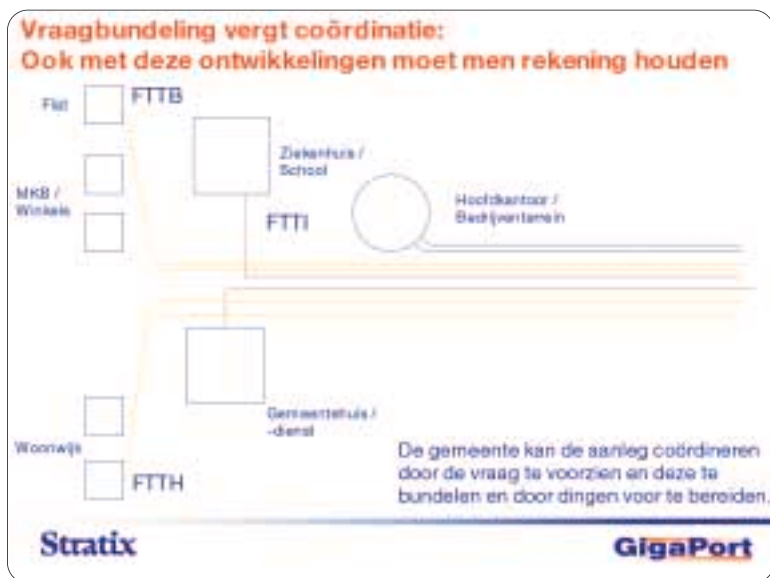 Vraagbundeling vergt coördinatie:
Ook met deze ontwikkelingen moet men rekening houden
Flat
FTTB
Ziekenhuis /
School
MKB /
Winkels
FTTI
Hoofdkantoor /
Bedrijventerrein
Gemeentehuis /
-dienst
Woonwijk
FTTH
De gemeente kan de aanleg coördineren
door de vraag te voorzien en deze te
bundelen en door dingen voor te bereiden.
Stratix
GigaPort